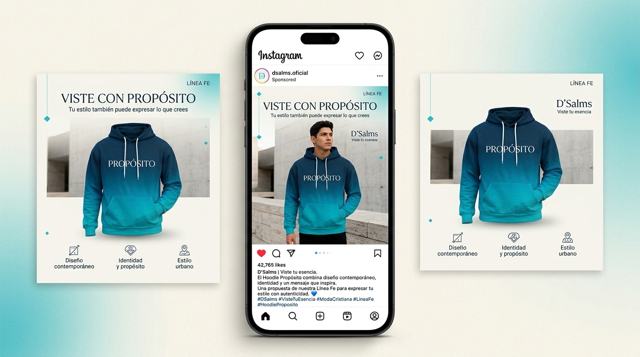 LÍNEA FE
VISTE CON PROPÓSITO
Tu estilo también puede expresar lo que crees
PROPÓSITO
Diseño
contemporáneo
Identidad
y propósito
Estilo
urbano
Instagram
dsalms.oficial
Sponsored
LÍNEA FE
VISTE CON PROPÓSITO
Tu estilo también puede expresar lo que crees
D'Salms
Viste tu esencia
PROPÓSITO
42,765 likes
D'Salms | Viste tu esencia.
El Hoodie Propósito combina diseño contemporáneo,
identidad y un mensaje que inspira.
Una propuesta de nuestra Línea Fe para expresar tu
estilo con autenticidad. 💙
#DSalms #VisteTuEsencia #ModaCristiana #LíneaFe
#HoodiePropósito
LÍNEA FE
D'Salms
Viste tu esencia
PROPÓSITO
Diseño
contemporáneo
Identidad
y propósito
Estilo
urbano